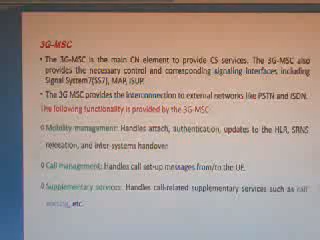 3G-MSC
• The 3G-MSC is the main CN element to provide CS services. The 3G-MSC also
provides the necessary control and corresponding signaling interfaces including
Signal System7(SS7), MAP, ISUP.
• The 3G MSC provides the interconnection to external networks like PSTN and ISDN.
The following functionality is provided by the 3G-MSC
◊ Mobility management: Handles attach, authentication, updates to the HLR, SRNS
relocation, and inter-systems handover.
◊ Call management: Handles call set-up messages from/to the UE.
◊ Supplementary services: Handles call-related supplementary services such as call
waiting, etc.